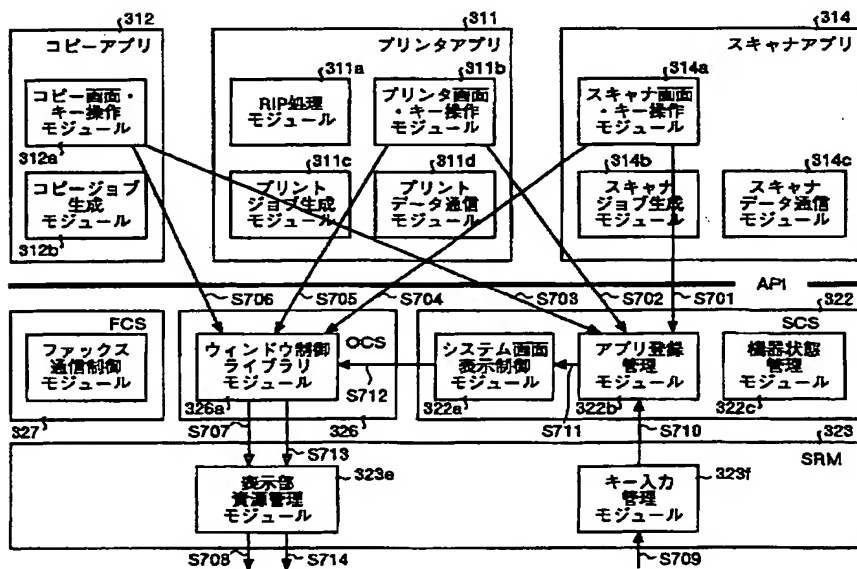 312
311
314
コピーアプリ
プリンタアプリ
スキャナアプリ
311a
311b
314a
コピー画面・
キー操作
モジュール
RIP処理
モジュール
プリンタ画面
・キー操作
モジュール
スキャナ画面
・キー操作
モジュール
312a
311c
311d
314b
314c
コピージョブ
生成
モジュール
プリント
ジョブ生成
モジュール
プリント
データ通信
モジュール
スキャナ
ジョブ生成
モジュール
スキャナ
データ通信
モジュール
312b
API
S706
S705
S704
S703
S702
S701
322
FCS
OCS
SCS
ファックス
通信制御
モジュール
ウィンドウ制御
ライブラリ
モジュール
システム画面
表示制御
モジュール
アプリ登録
管理
モジュール
機器状態
管理
モジュール
S712
326a
322a
322b
322c
327
S707
326
S711
S710
323
S713
SRM
323e
323f
表示部
資源管理
モジュール
キー入力
管理
モジュール
S708
S714
S709